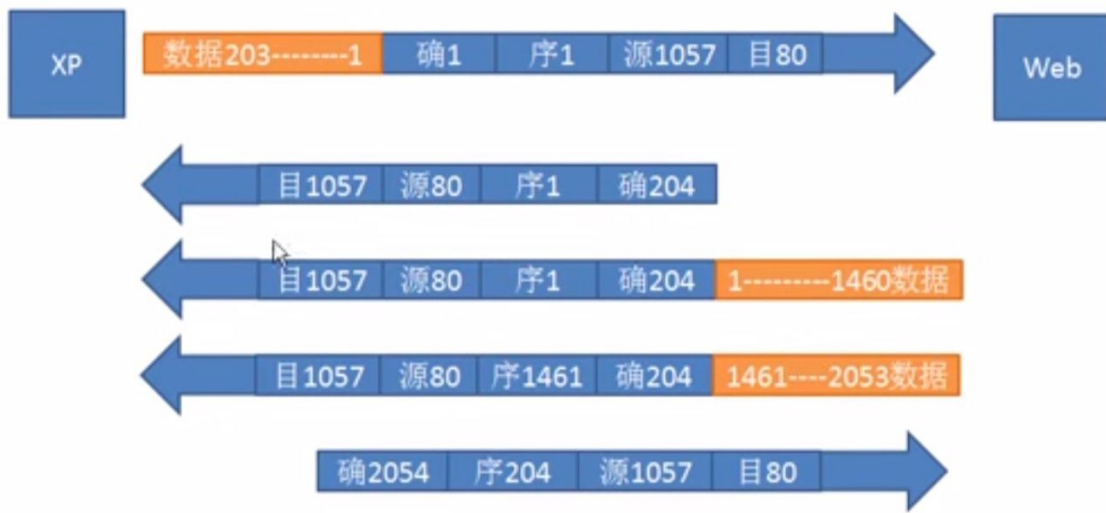 XP 数据203--------1 确1 序1 源1057 目80 Web
目1057 源80 序1 确204
目1057 源80 序1 确204 1---------1460数据
目1057 源80 序1461 确204 1461----2053数据
确2054 序204 源1057 目80